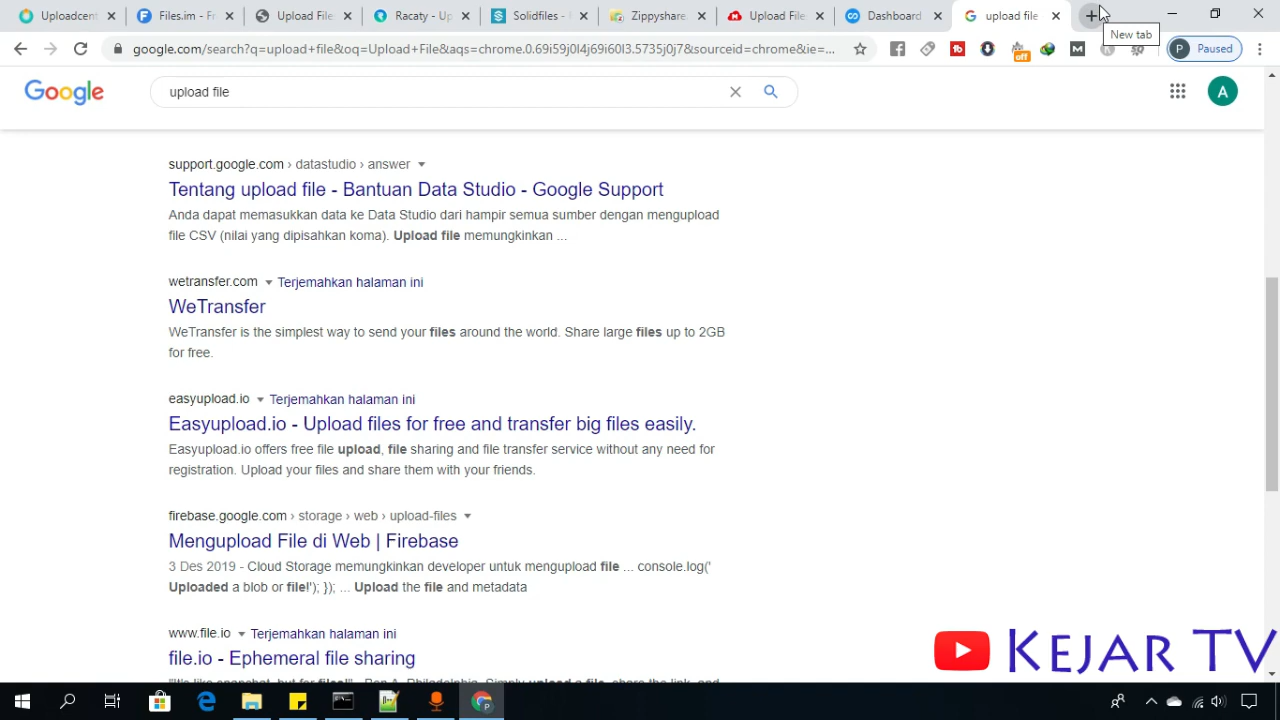 Uploadcent
Files.im - Fr
Upload File
Racaty - Up
Solidfiles -
Zippyshare
Upload File
Dashboard
upload file
New tab
google.com/search?q=upload+file&oq=Upload+File&aqs=chrome.0.69i59j0l4j69i60l3.5735j0j7&sourceid=chrome&ie=...
off
P Paused
Google
upload file
A
support.google.com › datastudio › answer
Tentang upload file - Bantuan Data Studio - Google Support
Anda dapat memasukkan data ke Data Studio dari hampir semua sumber dengan mengupload
file CSV (nilai yang dipisahkan koma). Upload file memungkinkan ...
wetransfer.com Terjemahkan halaman ini
WeTransfer
WeTransfer is the simplest way to send your files around the world. Share large files up to 2GB
for free.
easyupload.io Terjemahkan halaman ini
Easyupload.io - Upload files for free and transfer big files easily.
Easyupload.io offers free file upload, file sharing and file transfer service without any need for
registration. Upload your files and share them with your friends.
firebase.google.com › storage › web › upload-files
Mengupload File di Web | Firebase
3 Des 2019 - Cloud Storage memungkinkan developer untuk mengupload file ... console.log('
Uploaded a blob or file!'); }); ... Upload the file and metadata
www.file.io Terjemahkan halaman ini
file.io - Ephemeral file sharing
KEJAR TV